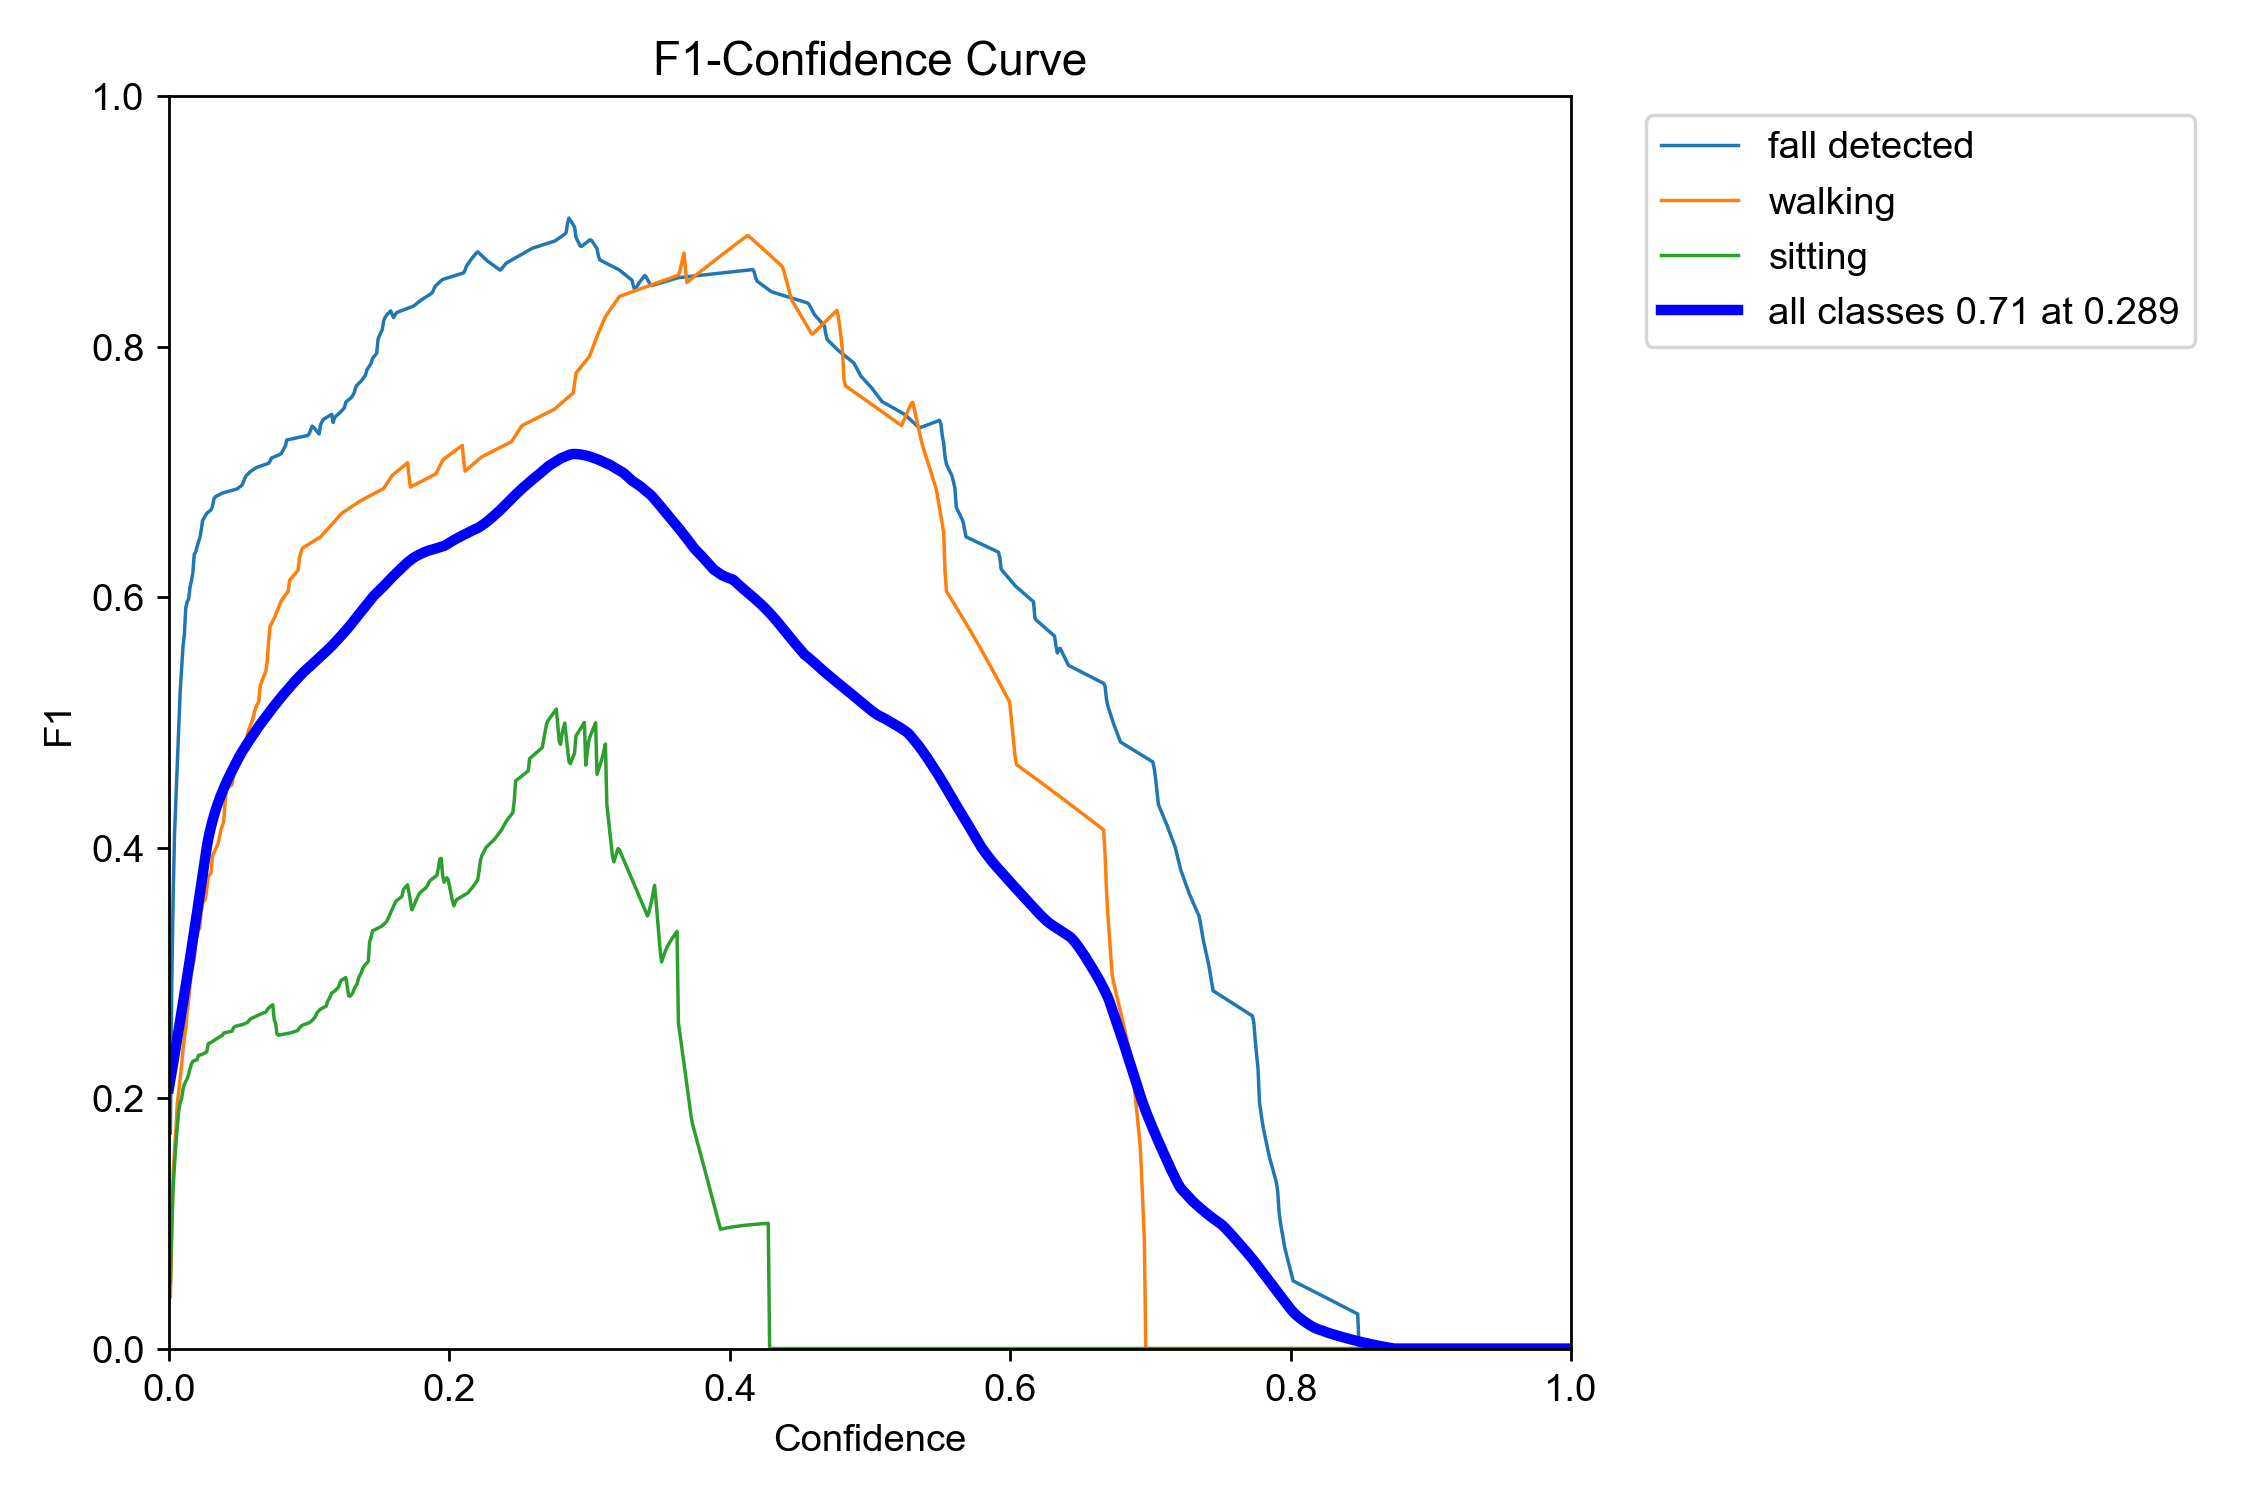 F1-Confidence Curve
1.0
0.8
0.6
0.4
0.2
0.0
F1
0.0 0.2 0.4 0.6 0.8 1.0
Confidence
fall detected
walking
sitting
all classes 0.71 at 0.289